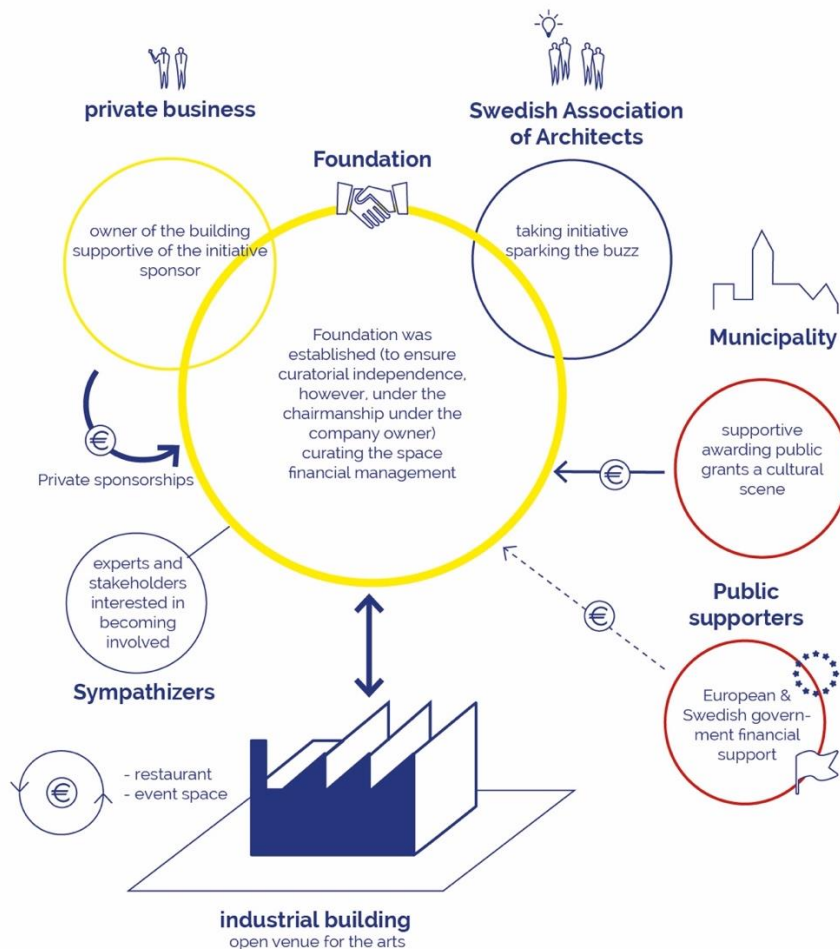 private business
owner of the building
supportive of the initiative
sponsor
Foundation
Swedish Association
of Architects
taking initiative
sparking the buzz
Foundation was
established (to ensure
curatorial independence,
however, under the
chairmanship under the
company owner)
curating the space
financial management
Municipality
supportive
awarding public
grants a cultural
scene
€
Private sponsorships
€
experts and
stakeholders
interested in
becoming
involved
Sympathizers
€
Public
supporters
European &
Swedish govern-
ment financial
support
€
- restaurant
- event space
industrial building
open venue for the arts